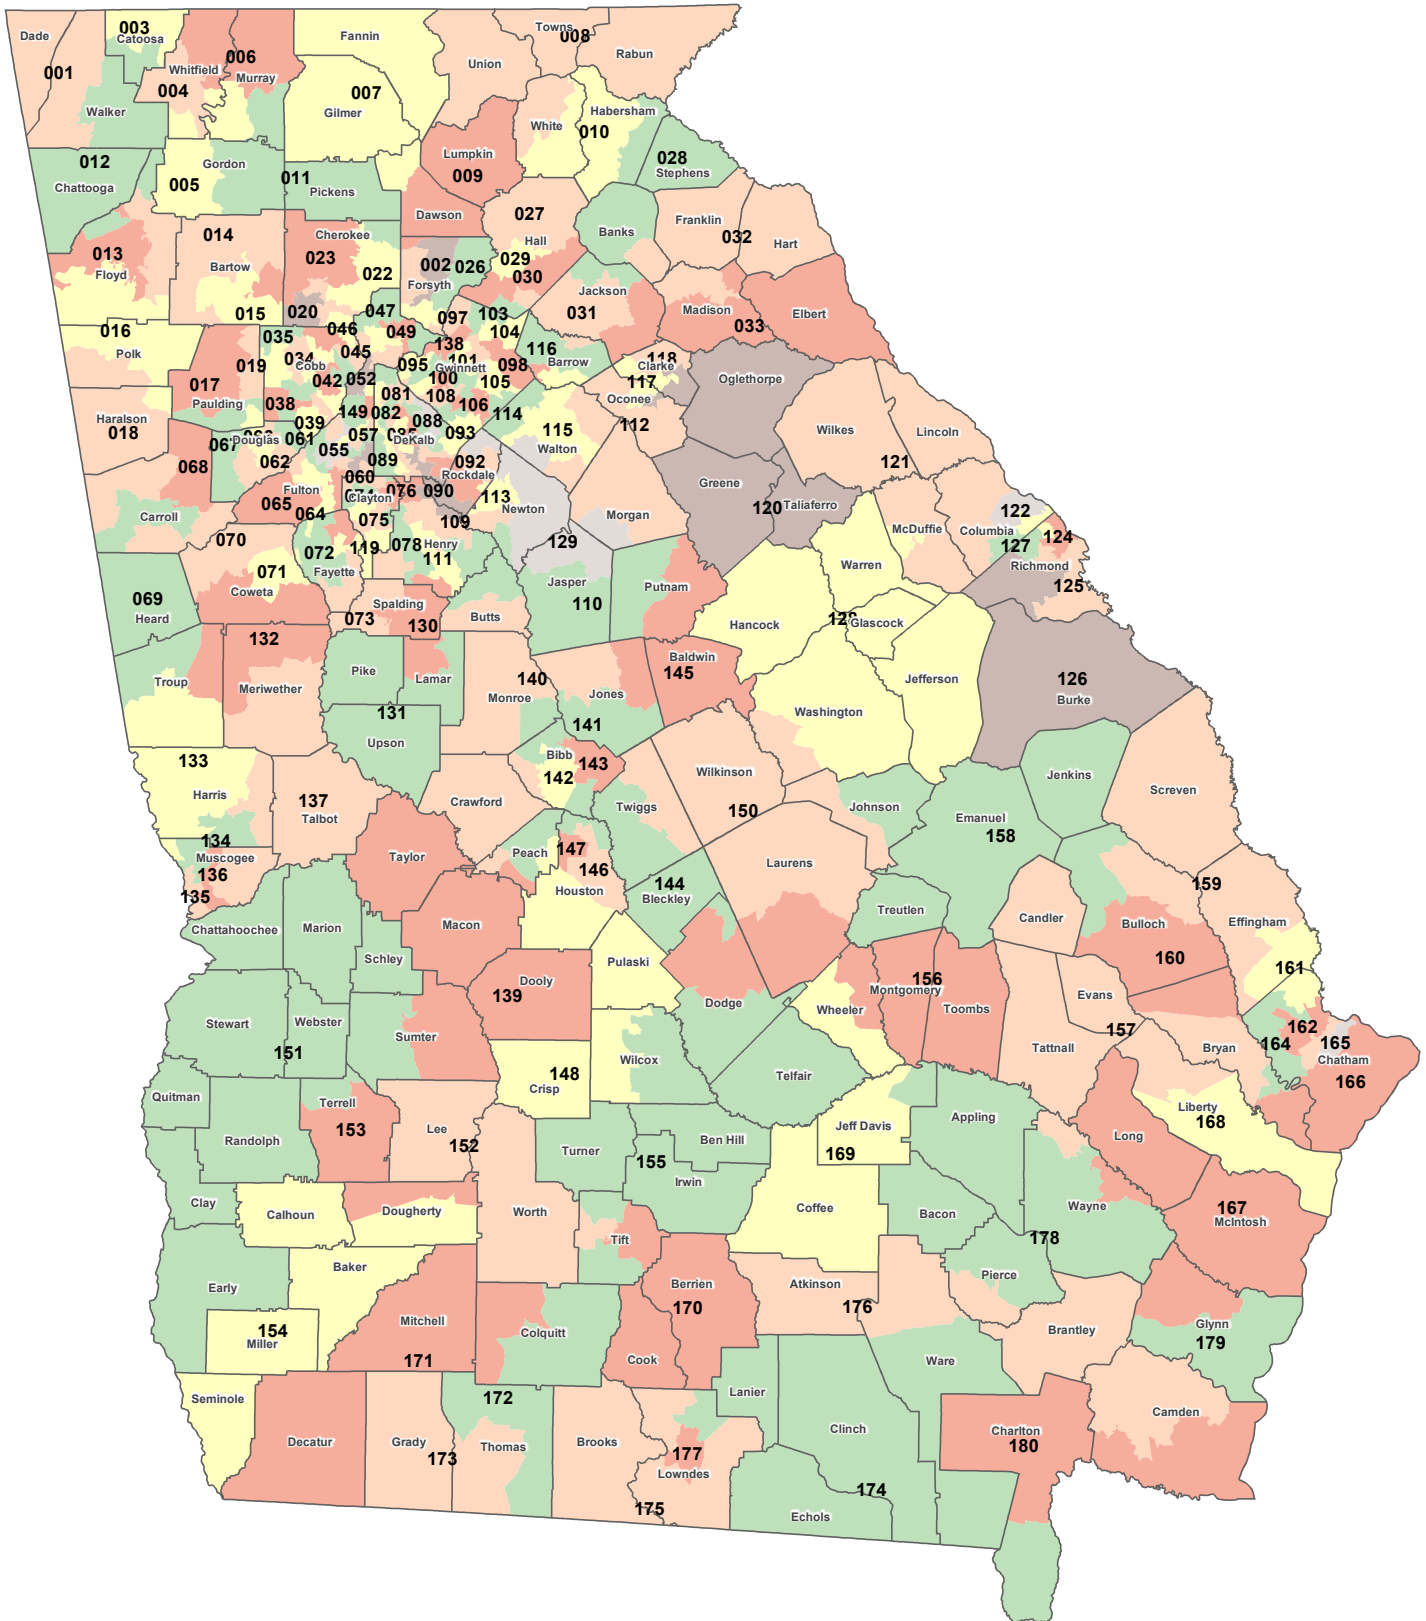 003
Catoosa
Dade
001
Whitfield
006
Murray
004
Walker
Fannin
007
Gilmer
Union
Towns
008
Rabun
White
010
Habersham
012
Chattooga
Gordon
005
011
Pickens
Lumpkin
009
028
Stephens
Dawson
027
Hall
Banks
Franklin
032
Hart
013
Floyd
014
Bartow
015
Cherokee
023
022
020
002
Forsyth
026
029
030
Jackson
031
Madison
033
Elbert
016
Polk
035
046
047
049
097
103
104
017
Paulding
019
034
Cobb
045
042
052
095
138
101
Gwinnett
100
098
105
116
Barrow
118
Clarke
117
Oconee
112
Oglethorpe
Haralson
018
038
039
149
081
082
108
106
088
114
067
Douglas
061
062
057
055
DeKalb
089
093
115
Walton
Wilkes
Lincoln
121
068
065
Fulton
064
060
Clayton
076
090
092
Rockdale
113
Newton
Morgan
Greene
120
Taliaferro
McDuffie
Columbia
122
127
124
Richmond
125
Carroll
070
071
Coweta
072
Fayette
075
119
078
Henry
111
109
129
Jasper
110
Putnam
Hancock
Warren
Glascock
069
Heard
073
Spalding
130
Butts
132
Meriwether
Troup
Pike
Lamar
131
Upson
140
Monroe
Jones
141
Baldwin
145
Washington
Jefferson
126
Burke
133
Harris
137
Talbot
Crawford
Bibb
142
143
Twiggs
Wilkinson
150
Johnson
Emanuel
158
Jenkins
Screven
134
Muscogee
136
135
Taylor
Peach
147
146
Houston
144
Bleckley
Laurens
Treutlen
Candler
159
Effingham
Bulloch
160
161
Chattahoochee
Marion
Schley
Macon
Dooly
139
Pulaski
Dodge
Wheeler
Montgomery
156
Toombs
Tattnall
Evans
157
Bryan
162
164
165
Chatham
166
Stewart
Webster
151
Sumter
148
Crisp
Wilcox
Telfair
Quitman
Randolph
Terrell
153
Lee
152
Turner
155
Ben Hill
Irwin
Jeff Davis
169
Appling
Long
Liberty
168
Clay
Calhoun
Dougherty
Worth
Tift
Coffee
Bacon
Wayne
178
167
McIntosh
Early
Baker
154
Miller
Mitchell
171
Colquitt
Berrien
170
Cook
Atkinson
176
Pierce
Brantley
Glynn
179
Seminole
Decatur
Grady
173
172
Thomas
Brooks
177
Lowndes
175
Lanier
Clinch
174
Echols
Ware
Charlton
180
Camden